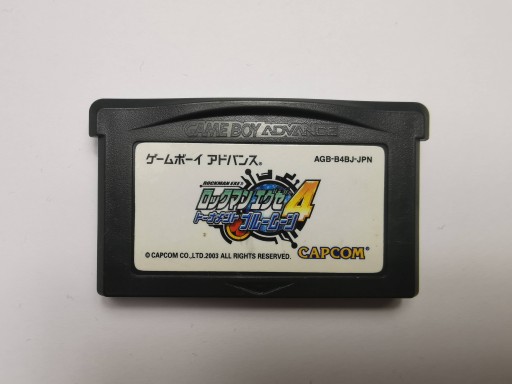 GAME BOY ADVANCE
ゲームボーイ アドバンス®
AGB-B4BJ-JPN
ROCKMAN EXE 4
ロックマン エグゼ4
トーナメント ブルームーン
© CAPCOM CO.,LTD.2003 ALL RIGHTS RESERVED.
CAPCOM